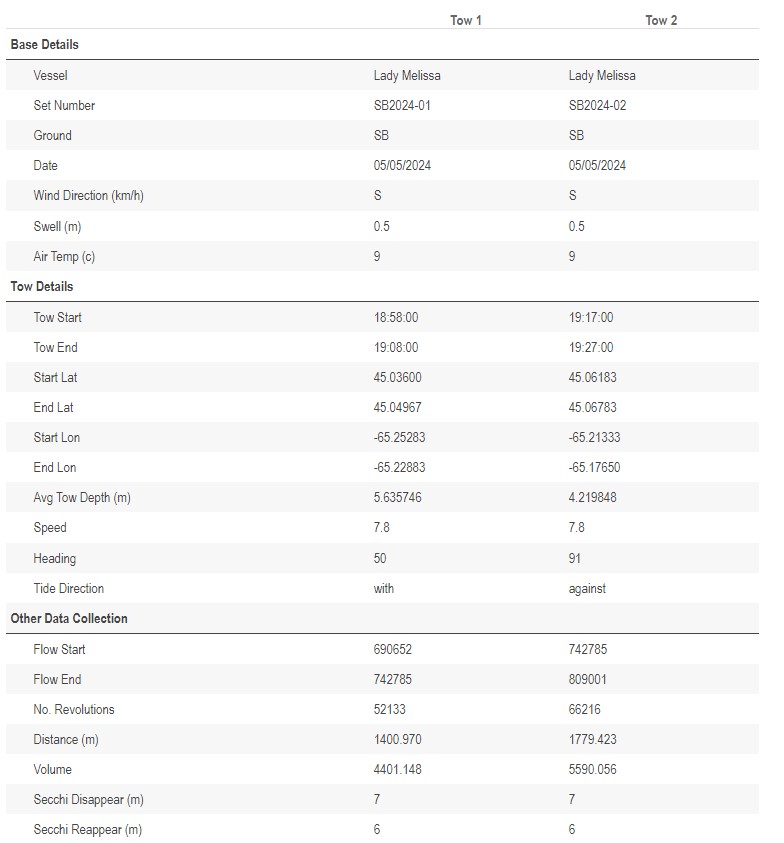 Tow 1 Tow 2
Base Details
Vessel Lady Melissa Lady Melissa
Set Number SB2024-01 SB2024-02
Ground SB SB
Date 05/05/2024 05/05/2024
Wind Direction (km/h) S S
Swell (m) 0.5 0.5
Air Temp (c) 9 9
Tow Details
Tow Start 18:58:00 19:17:00
Tow End 19:08:00 19:27:00
Start Lat 45.03600 45.06183
End Lat 45.04967 45.06783
Start Lon -65.25283 -65.21333
End Lon -65.22883 -65.17650
Avg Tow Depth (m) 5.635746 4.219848
Speed 7.8 7.8
Heading 50 91
Tide Direction with against
Other Data Collection
Flow Start 690652 742785
Flow End 742785 809001
No. Revolutions 52133 66216
Distance (m) 1400.970 1779.423
Volume 4401.148 5590.056
Secchi Disappear (m) 7 7
Secchi Reappear (m) 6 6